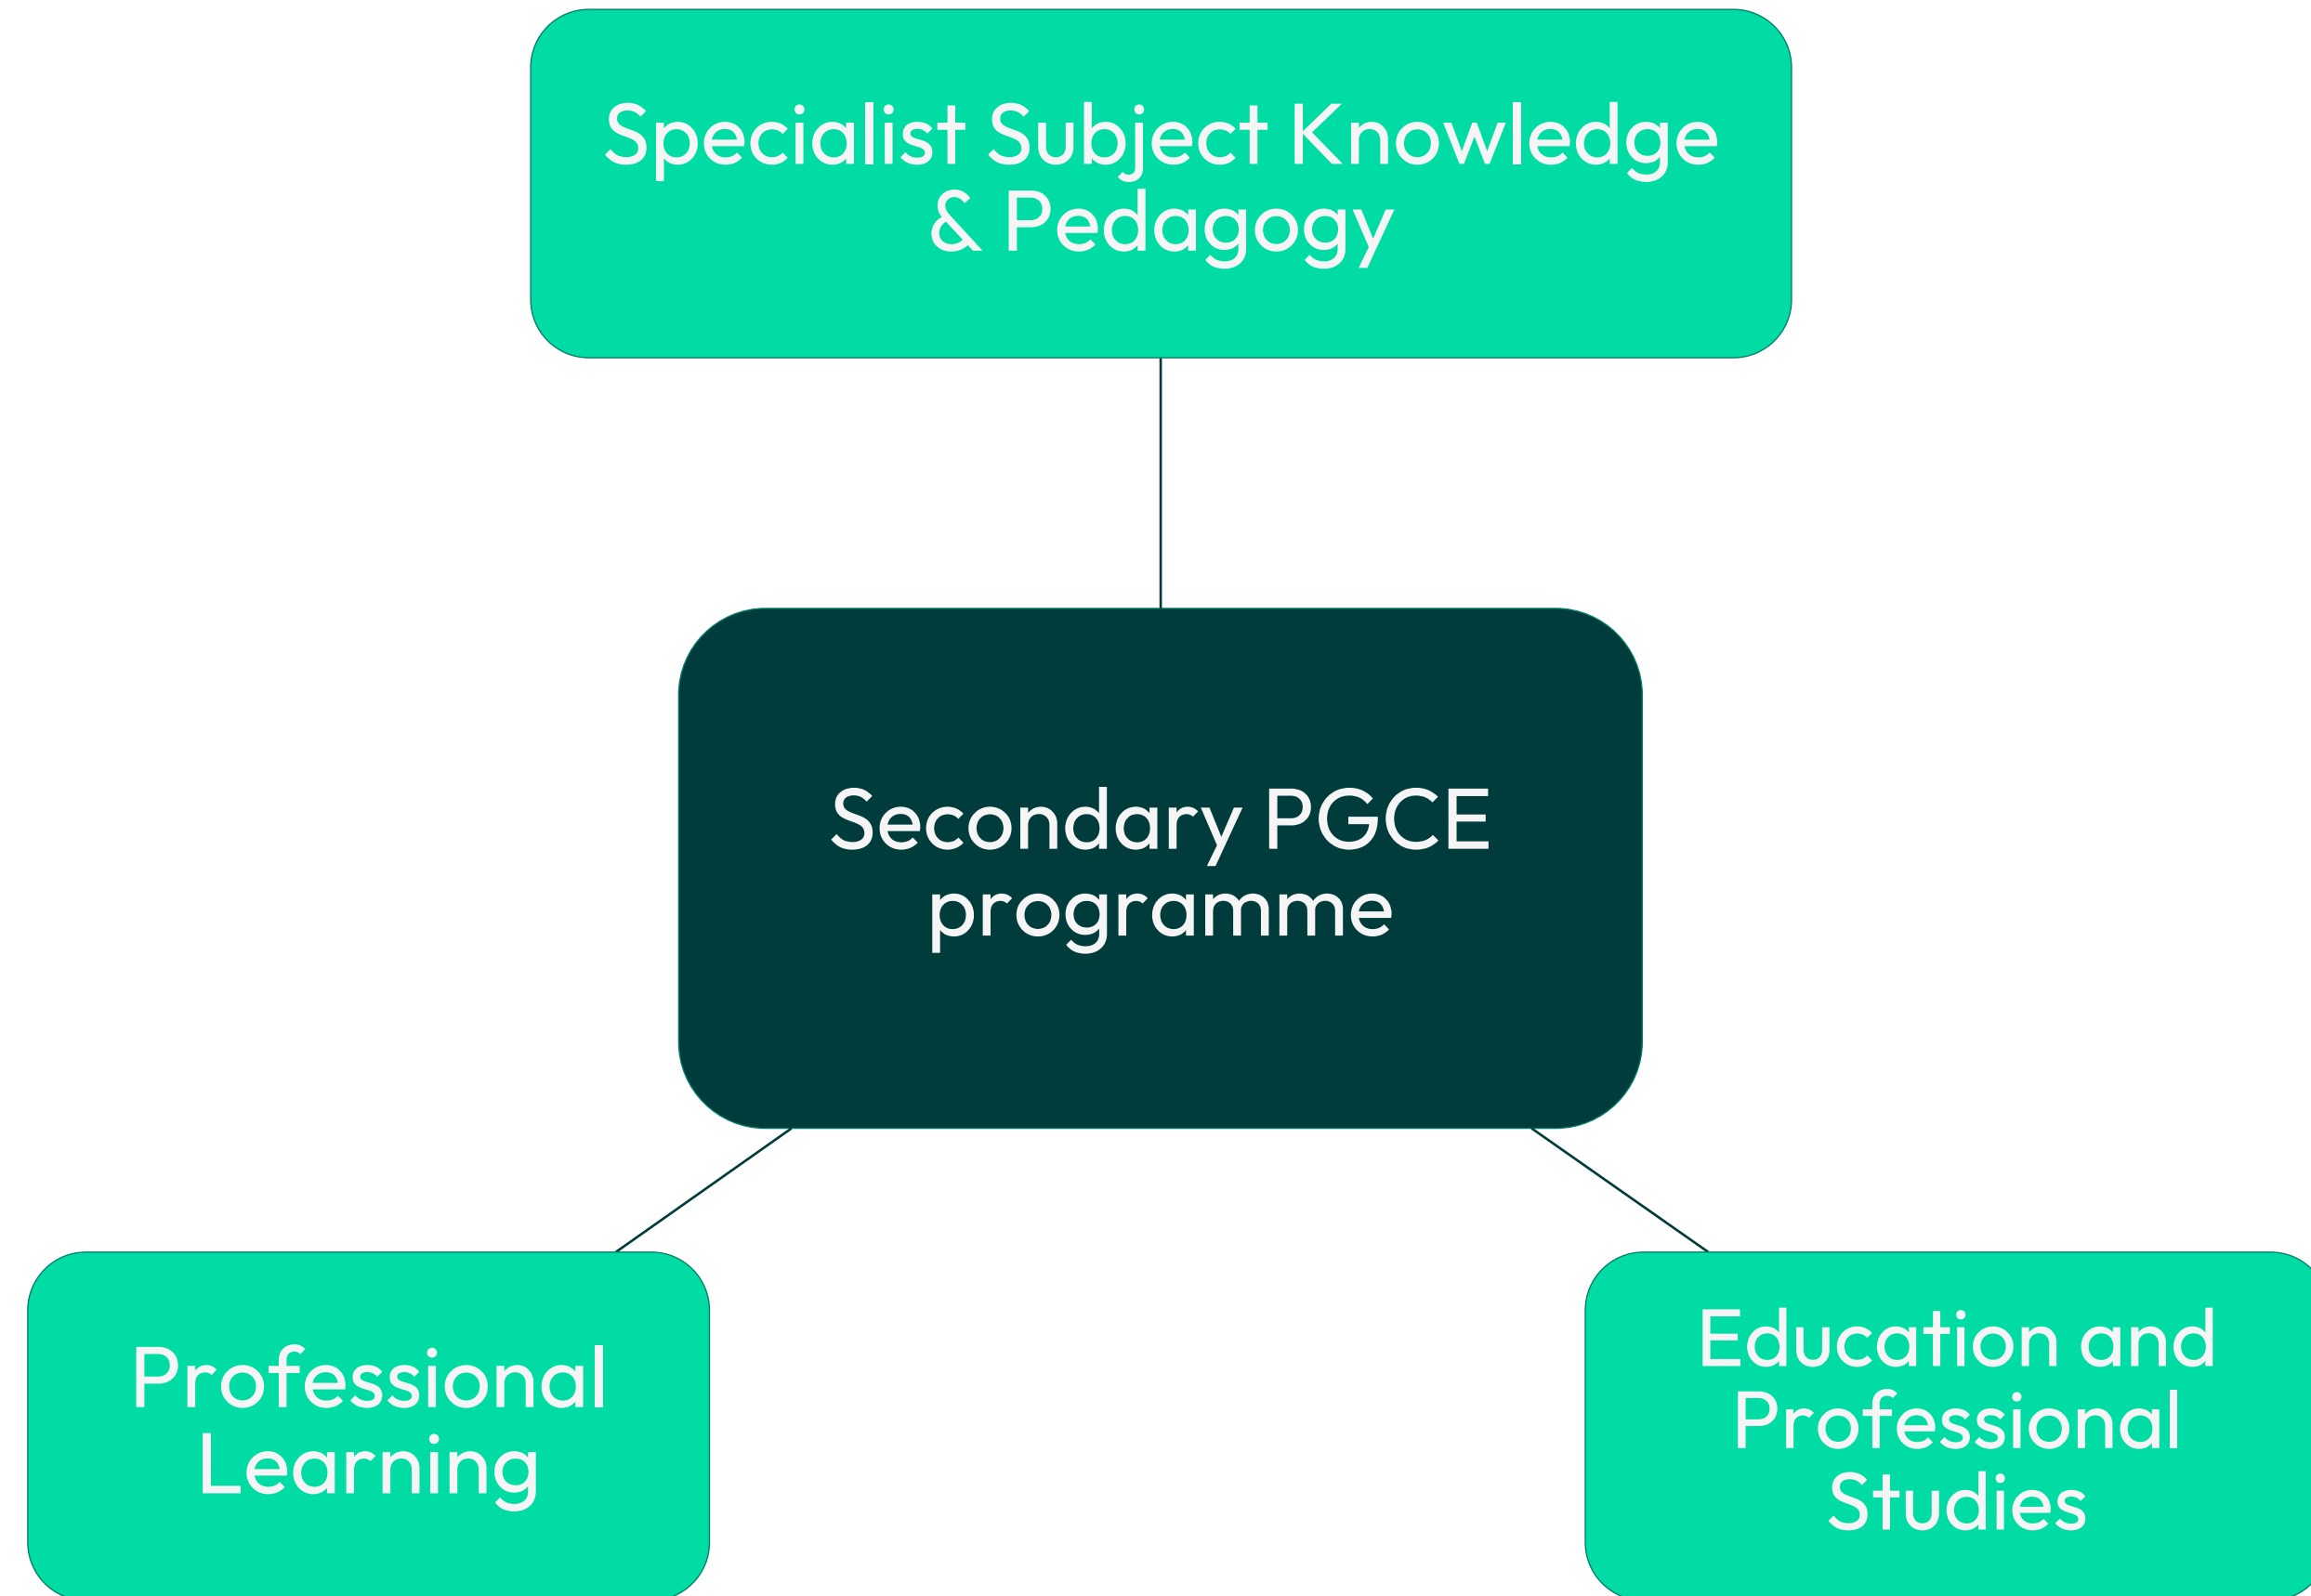 Specialist Subject Knowledge
& Pedagogy
Secondary PGCE
programme
Professional
Learning
Education and
Professional
Studies